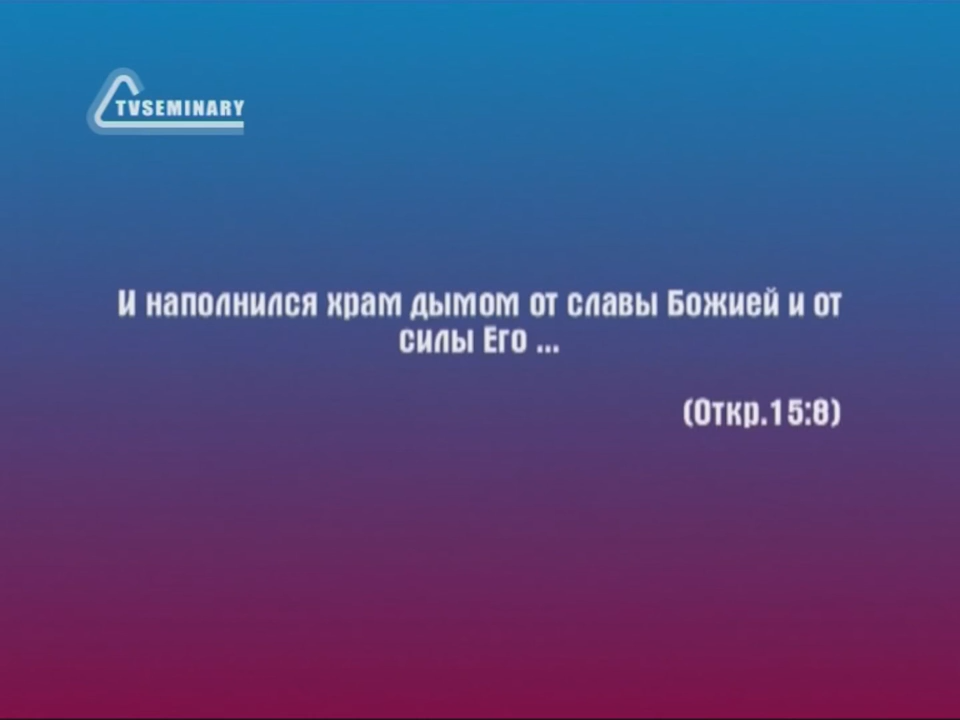 TVSEMINARY
И наполнился храм дымом от славы Божией и от
силы Его ...
(Откр.15:8)